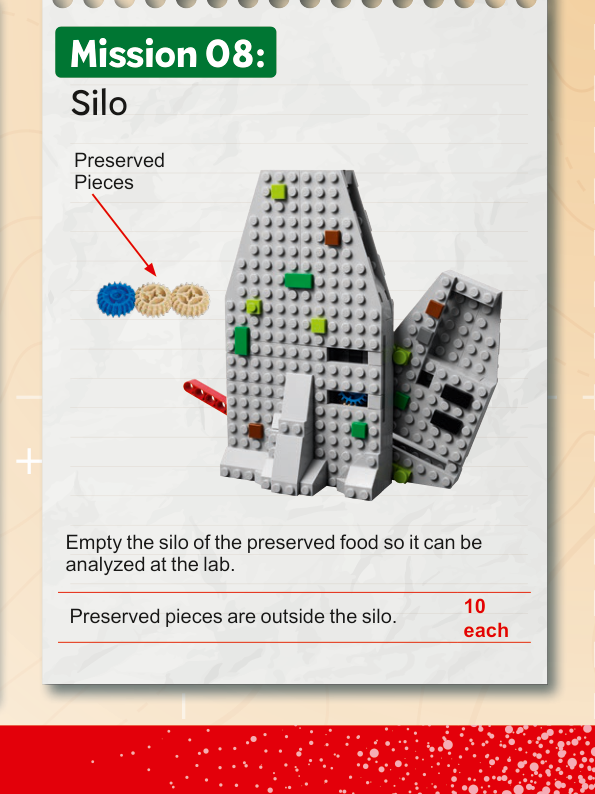 Mission 08:
Silo
Preserved
Pieces
Empty the silo of the preserved food so it can be
analyzed at the lab.
Preserved pieces are outside the silo.
10
each